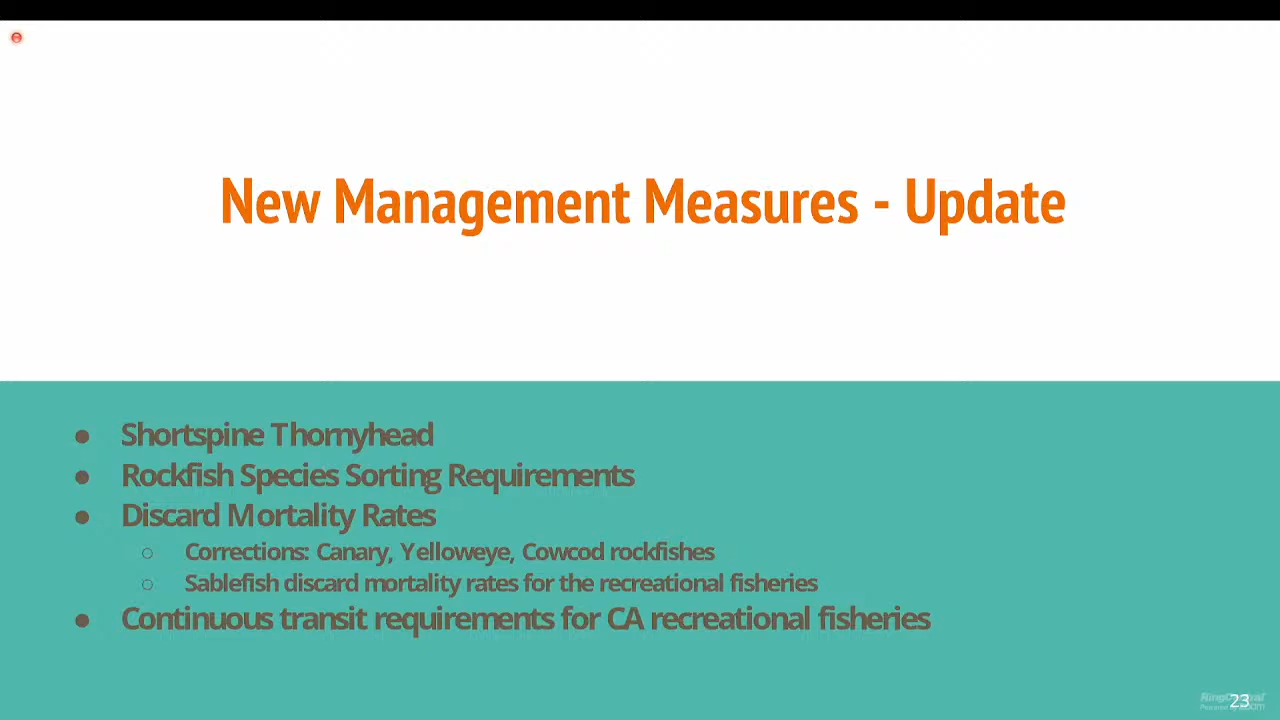 New Management Measures - Update
● Shortspine Thornyhead
● Rockfish Species Sorting Requirements
● Discard Mortality Rates
○ Corrections: Canary, Yelloweye, Cowcod rockfishes
○ Sablefish discard mortality rates for the recreational fisheries
● Continuous transit requirements for CA recreational fisheries
23